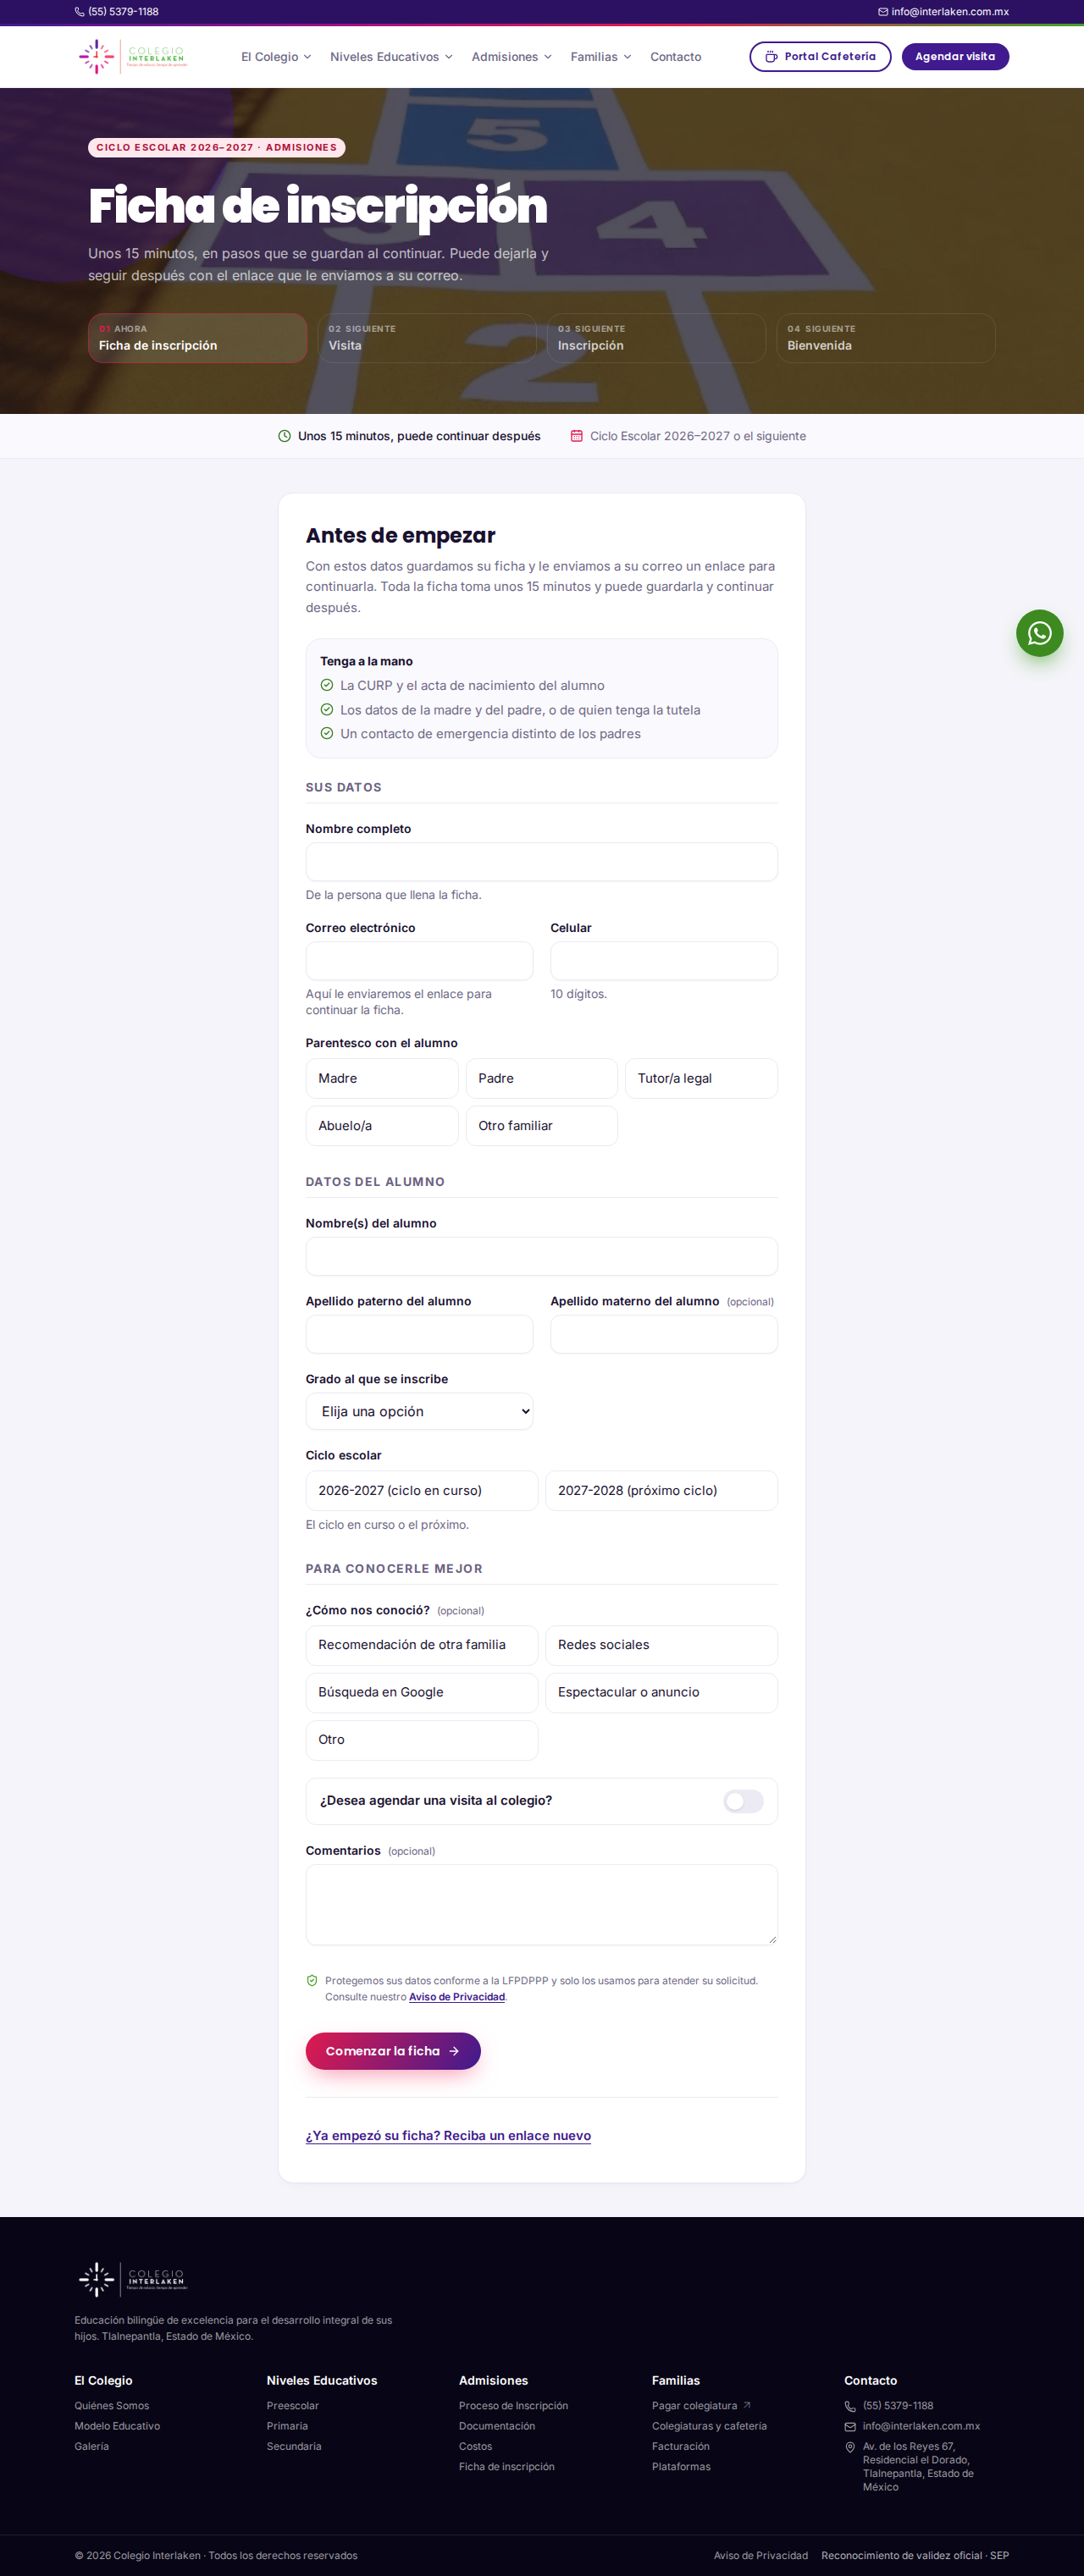 (55) 5379-1188
info@interlaken.com.mx
COLEGIO
INTERLAKEN
El Colegio
Niveles Educativos
Admisiones
Familias
Contacto
Portal Cafetería
Agendar visita
CICLO ESCOLAR 2026–2027 · ADMISIONES
Ficha de inscripción
Unos 15 minutos, en pasos que se guardan al continuar. Puede dejarla y
seguir después con el enlace que le enviamos a su correo.
01 AHORA
Ficha de inscripción
02 SIGUIENTE
Visita
03 SIGUIENTE
Inscripción
04 SIGUIENTE
Bienvenida
5
3
4
2
Unos 15 minutos, puede continuar después
Ciclo Escolar 2026–2027 o el siguiente
Antes de empezar
Con estos datos guardamos su ficha y le enviamos a su correo un enlace para
continuarla. Toda la ficha toma unos 15 minutos y puede guardarla y continuar
después.
Tenga a la mano
La CURP y el acta de nacimiento del alumno
Los datos de la madre y del padre, o de quien tenga la tutela
Un contacto de emergencia distinto de los padres
SUS DATOS
Nombre completo
De la persona que llena la ficha.
Correo electrónico
Celular
Aquí le enviaremos el enlace para
continuar la ficha.
10 dígitos.
Parentesco con el alumno
Madre
Padre
Tutor/a legal
Abuelo/a
Otro familiar
DATOS DEL ALUMNO
Nombre(s) del alumno
Apellido paterno del alumno
Apellido materno del alumno (opcional)
Grado al que se inscribe
Elija una opción
Ciclo escolar
2026-2027 (ciclo en curso)
2027-2028 (próximo ciclo)
El ciclo en curso o el próximo.
PARA CONOCERLE MEJOR
¿Cómo nos conoció? (opcional)
Recomendación de otra familia
Redes sociales
Búsqueda en Google
Espectacular o anuncio
Otro
¿Desea agendar una visita al colegio?
Comentarios (opcional)
Protegemos sus datos conforme a la LFPDPPP y solo los usamos para atender su solicitud.
Consulte nuestro Aviso de Privacidad.
Comenzar la ficha
¿Ya empezó su ficha? Reciba un enlace nuevo
COLEGIO
INTERLAKEN
Educación bilingüe de excelencia para el desarrollo integral de sus
hijos. Tlalnepantla, Estado de México.
El Colegio
Quiénes Somos
Modelo Educativo
Galería
Niveles Educativos
Preescolar
Primaria
Secundaria
Admisiones
Proceso de Inscripción
Documentación
Costos
Ficha de inscripción
Familias
Pagar colegiatura
Colegiaturas y cafetería
Facturación
Plataformas
Contacto
(55) 5379-1188
info@interlaken.com.mx
Av. de los Reyes 67,
Residencial el Dorado,
Tlalnepantla, Estado de
México
© 2026 Colegio Interlaken · Todos los derechos reservados
Aviso de Privacidad
Reconocimiento de validez oficial · SEP